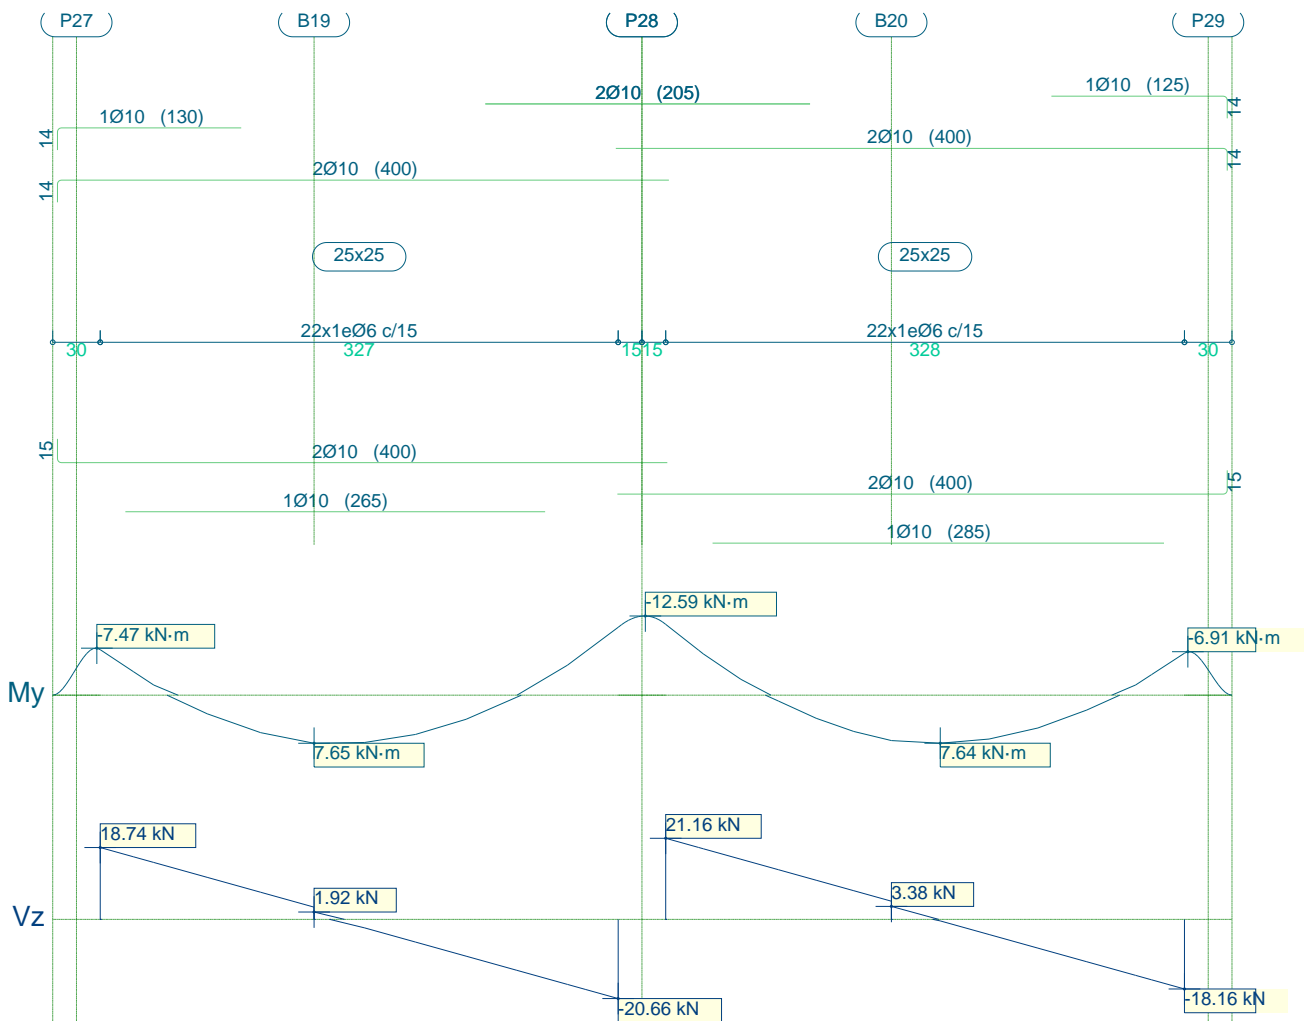 P27 B19 P28 B20 P29
1Ø10 (125)
14
2Ø10 (205)
1Ø10 (130)
14
2Ø10 (400)
14
2Ø10 (400)
14
25x25 25x25
22x1eØ6 c/15 22x1eØ6 c/15
30 327 15 15 328 30
15
2Ø10 (400)
2Ø10 (400)
15
1Ø10 (265)
1Ø10 (285)
-12.59 kN·m
-7.47 kN·m
-6.91 kN·m
My
7.65 kN·m 7.64 kN·m
18.74 kN 21.16 kN
1.92 kN 3.38 kN
Vz
-20.66 kN -18.16 kN